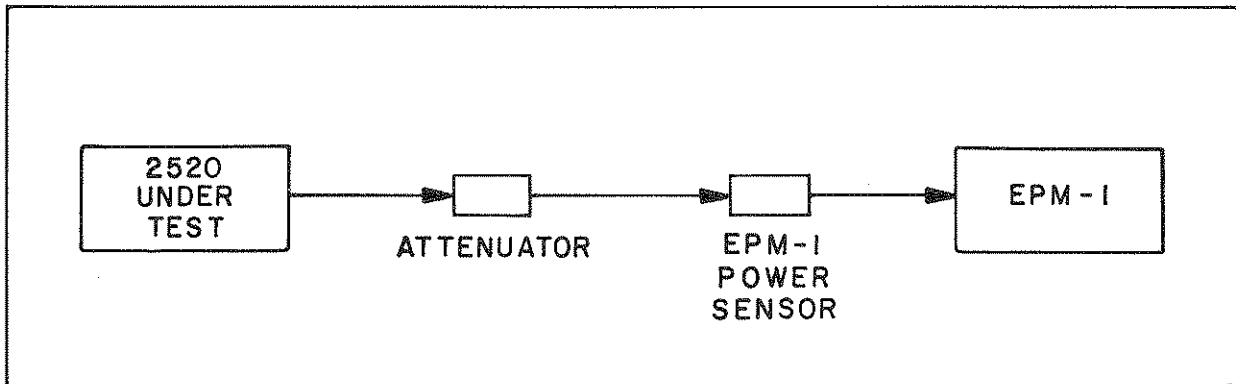 2520
UNDER
TEST
ATTENUATOR
EPM-1
POWER
SENSOR
EPM-1